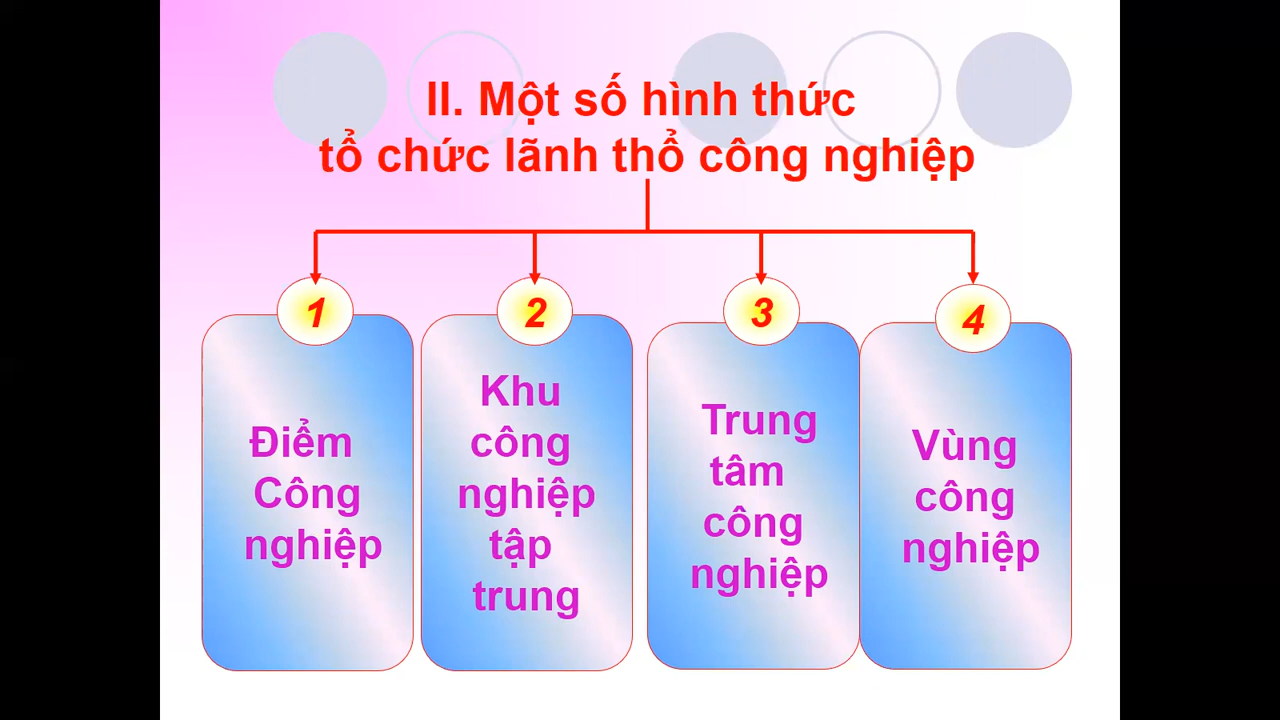 II. Một số hình thức
tổ chức lãnh thổ công nghiệp
1
Điểm
Công
nghiệp
2
Khu
công
nghiệp
tập
trung
3
Trung
tâm
công
nghiệp
4
Vùng
công
nghiệp